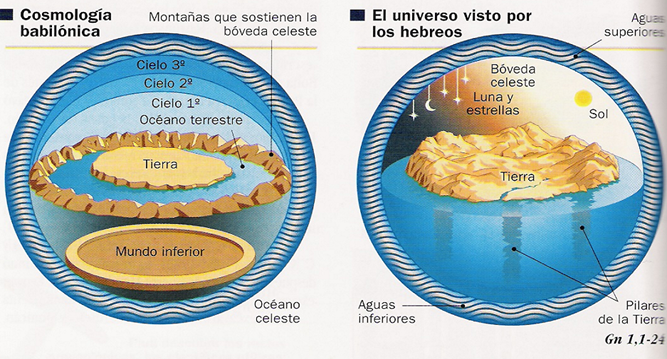 Cosmología
babilónica
Montañas que sostienen la
bóveda celeste
Cielo 3º
Cielo 2º
Cielo 1º
Océano terrestre
Tierra
Mundo inferior
Océano
celeste
El universo visto por
los hebreos
Aguas
superiores
Bóveda
celeste
Luna y
estrellas
Sol
Tierra
Aguas
inferiores
Pilares
de la Tierra
Gn 1,1-24